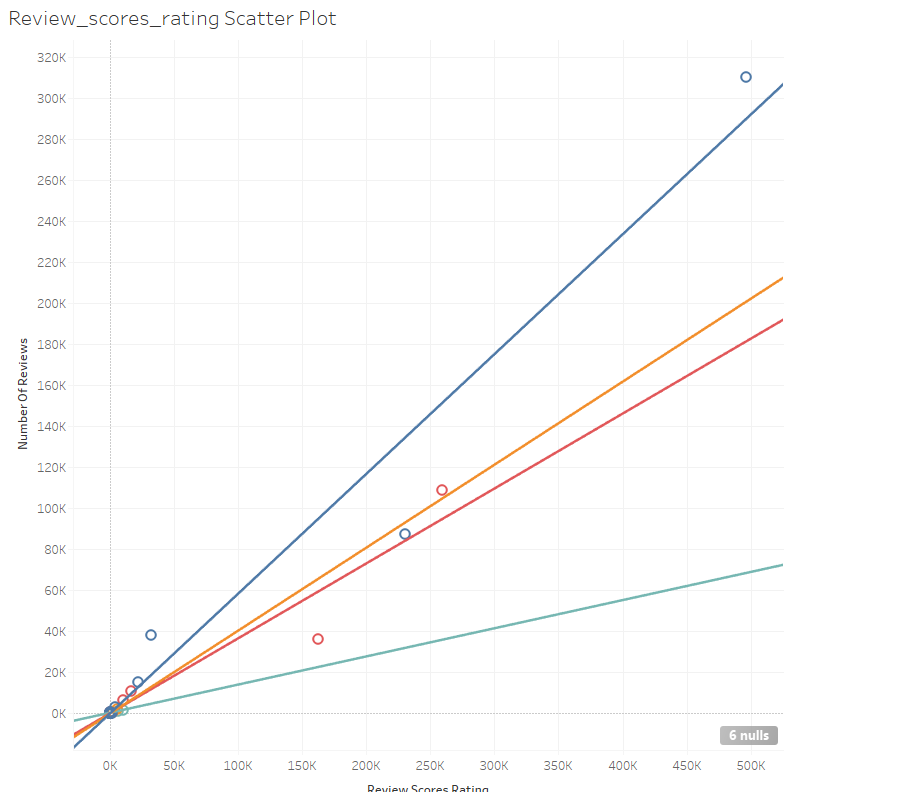 Review_scores_rating Scatter Plot
320K
300K
280K
260K
240K
220K
200K
180K
160K
140K
120K
100K
80K
60K
40K
20K
0K
Number Of Reviews
6 nulls
0K 50K 100K 150K 200K 250K 300K 350K 400K 450K 500K
Review Scores Rating